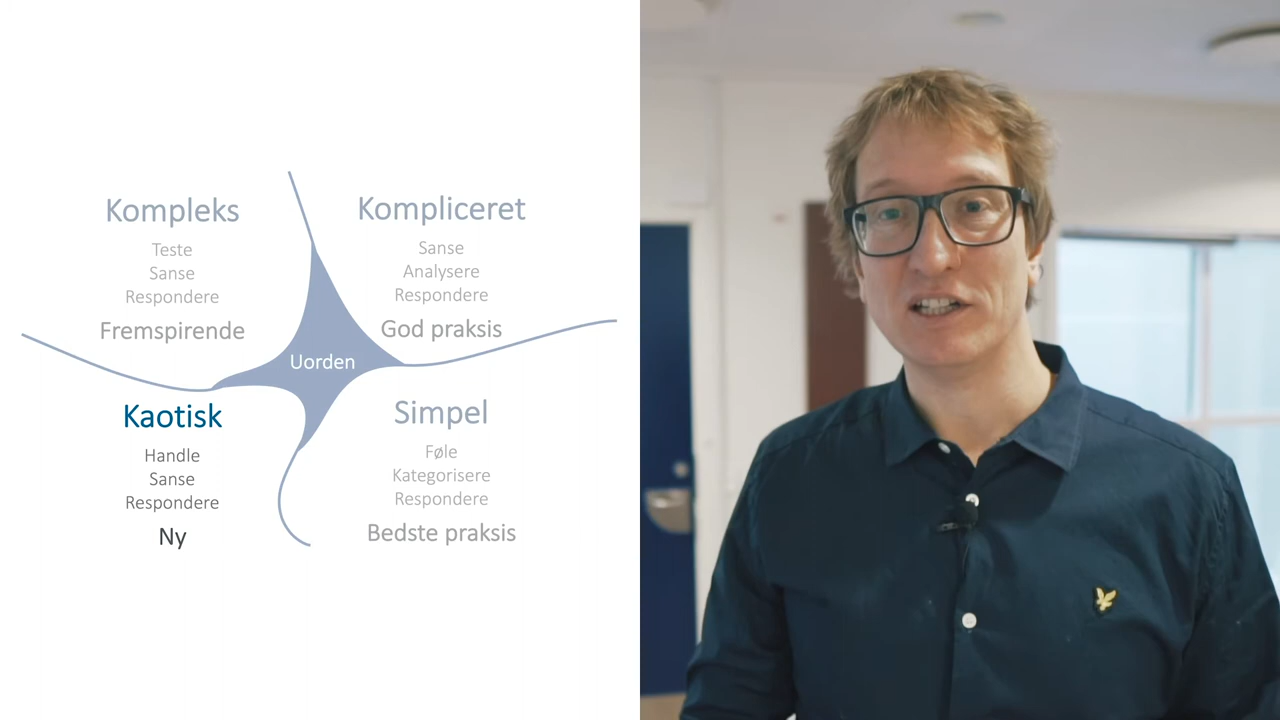 Kompleks
Teste
Sanse
Respondere
Fremspirende
Kompliceret
Sanse
Analysere
Respondere
God praksis
Uorden
Kaotisk
Handle
Sanse
Respondere
Ny
Simpel
Føle
Kategorisere
Respondere
Bedste praksis